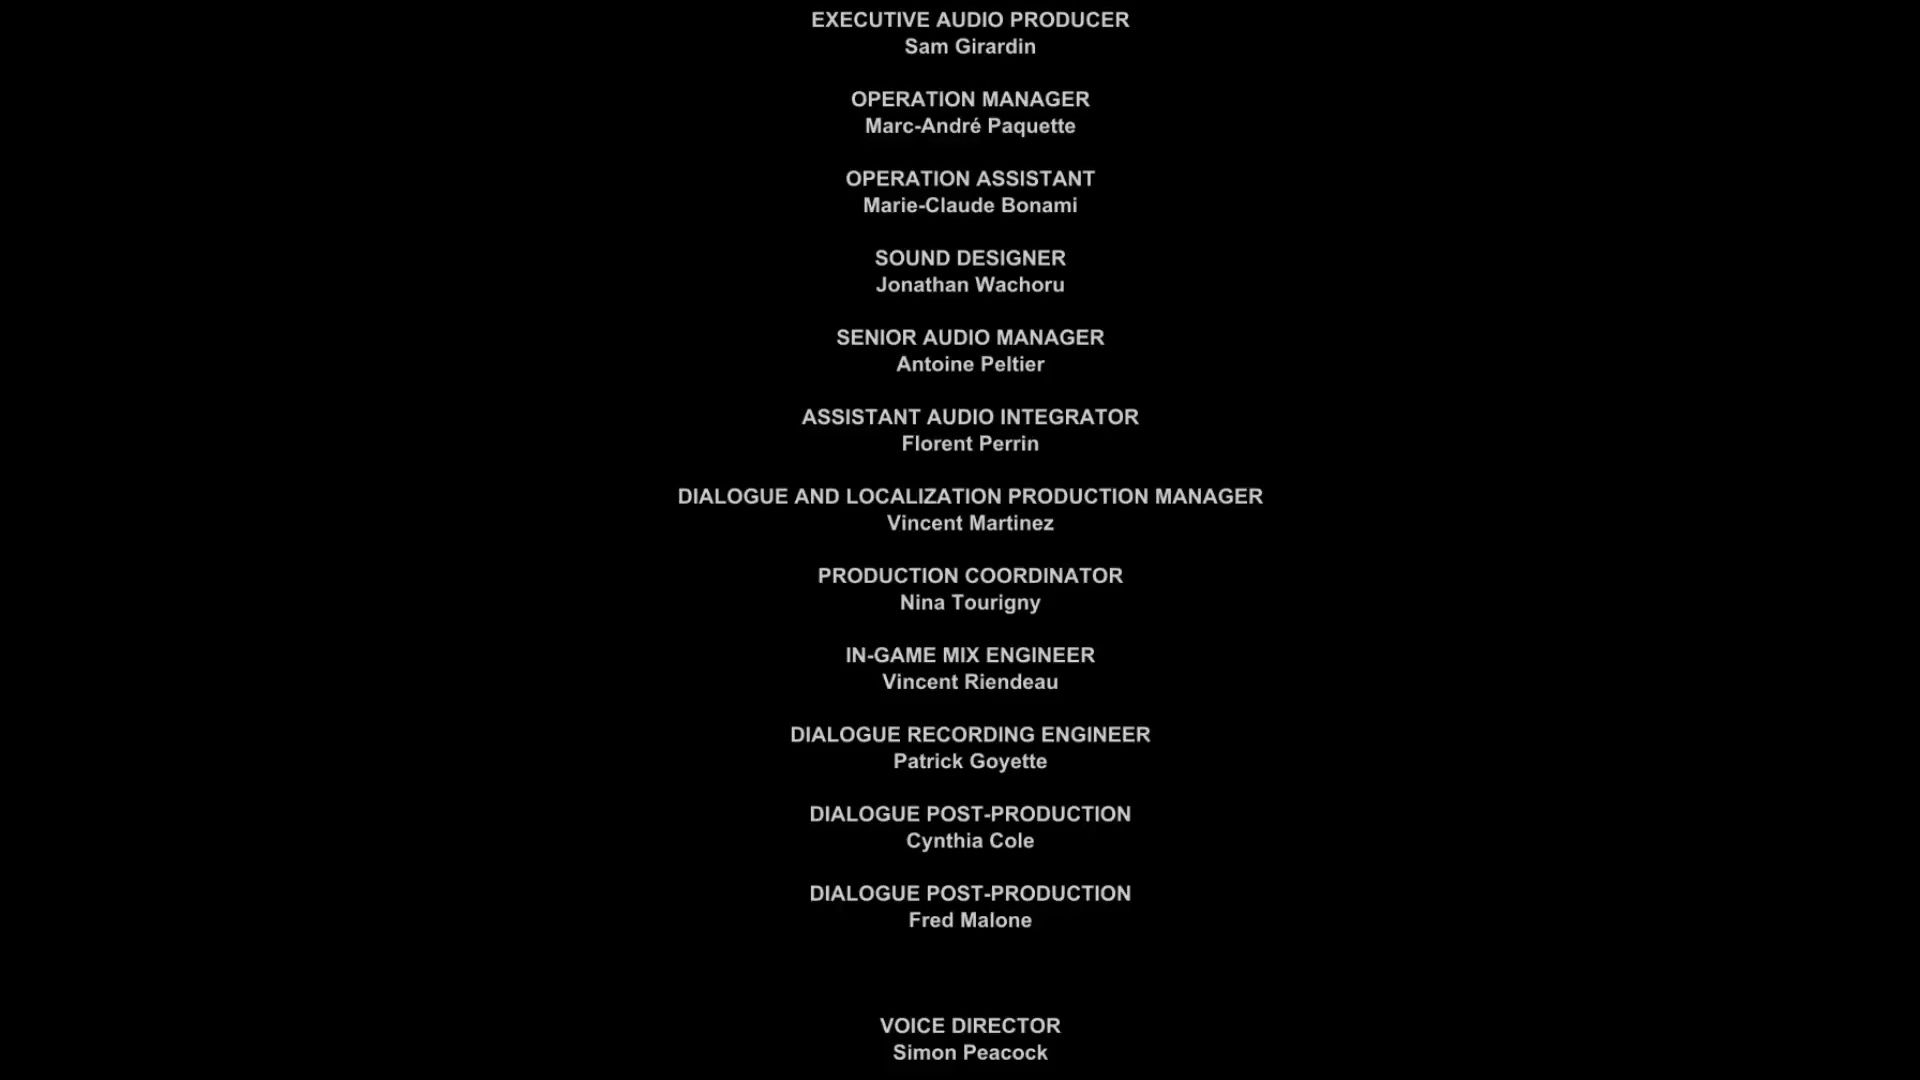 EXECUTIVE AUDIO PRODUCER
Sam Girardin
OPERATION MANAGER
Marc-André Paquette
OPERATION ASSISTANT
Marie-Claude Bonami
SOUND DESIGNER
Jonathan Wachoru
SENIOR AUDIO MANAGER
Antoine Peltier
ASSISTANT AUDIO INTEGRATOR
Florent Perrin
DIALOGUE AND LOCALIZATION PRODUCTION MANAGER
Vincent Martinez
PRODUCTION COORDINATOR
Nina Tourigny
IN-GAME MIX ENGINEER
Vincent Riendeau
DIALOGUE RECORDING ENGINEER
Patrick Goyette
DIALOGUE POST-PRODUCTION
Cynthia Cole
DIALOGUE POST-PRODUCTION
Fred Malone
VOICE DIRECTOR
Simon Peacock